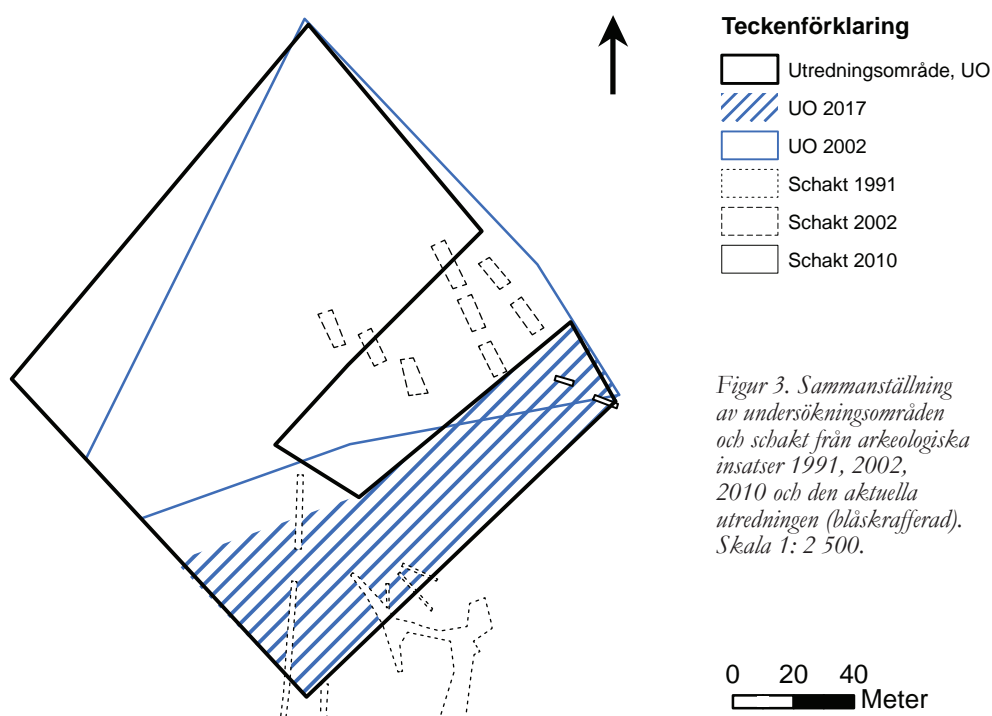 Teckenförklaring
Utredningsområde, UO
UO 2017
UO 2002
Schakt 1991
Schakt 2002
Schakt 2010
Figur 3. Sammanställning
av undersökningsområden
och schakt från arkeologiska
insatser 1991, 2002,
2010 och den aktuella
utredningen (blåskrafferad).
Skala 1: 2 500.
0 20 40
Meter